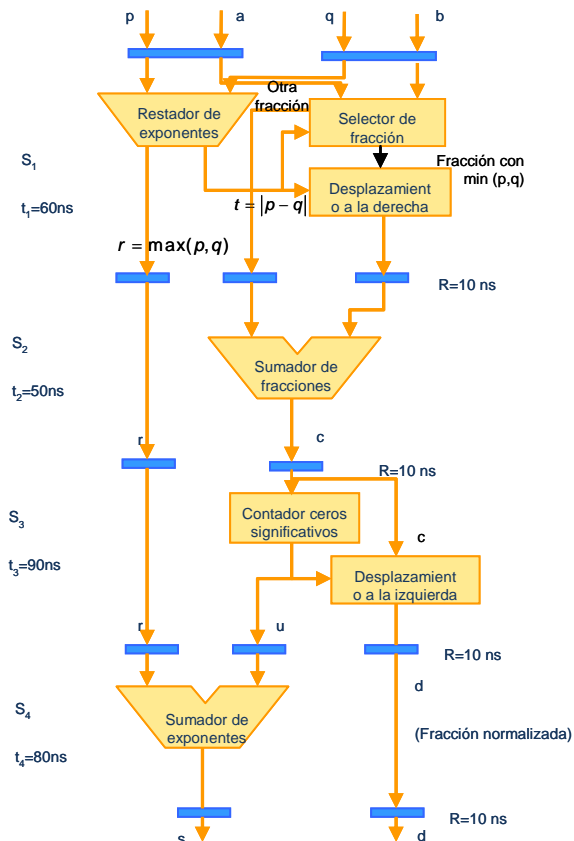 p
a
q
b
Otra
fracción
Restador de
exponentes
Selector de
fracción
S1
Fracción con
min (p,q)
Desplazamient
o a la derecha
t1=60ns
t = |p − q|
r = max(p, q)
R=10 ns
S2
Sumador de
fracciones
t2=50ns
r
c
R=10 ns
Contador ceros
significativos
S3
c
t3=90ns
Desplazamient
o a la izquierda
r
u
R=10 ns
d
S4
Sumador de
exponentes
(Fracción normalizada)
t4=80ns
R=10 ns
s
d